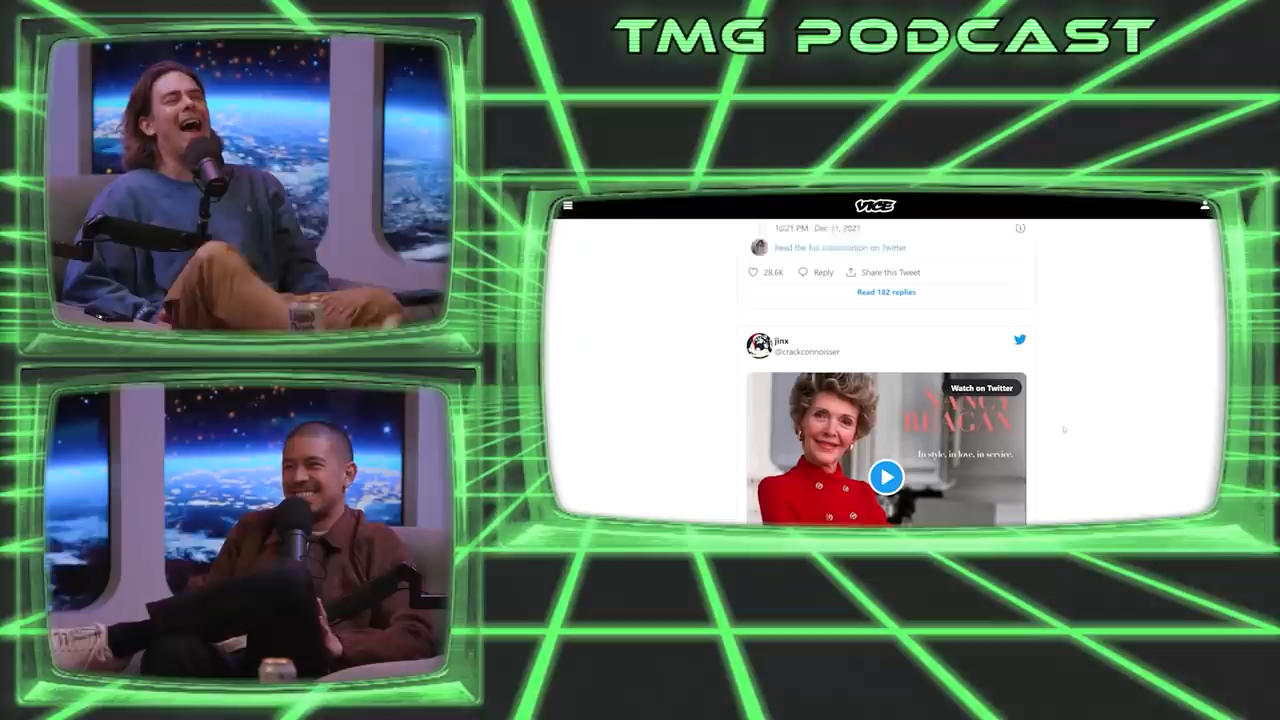 TMG PODCAST
VICE
10:21 PM · Dec 11, 2021
Read the full conversation on Twitter
28.6K Reply Share this Tweet
Read 182 replies
jinx
@crackconnoisser
Watch on Twitter
NANCY
REAGAN
In style, in love, in service.